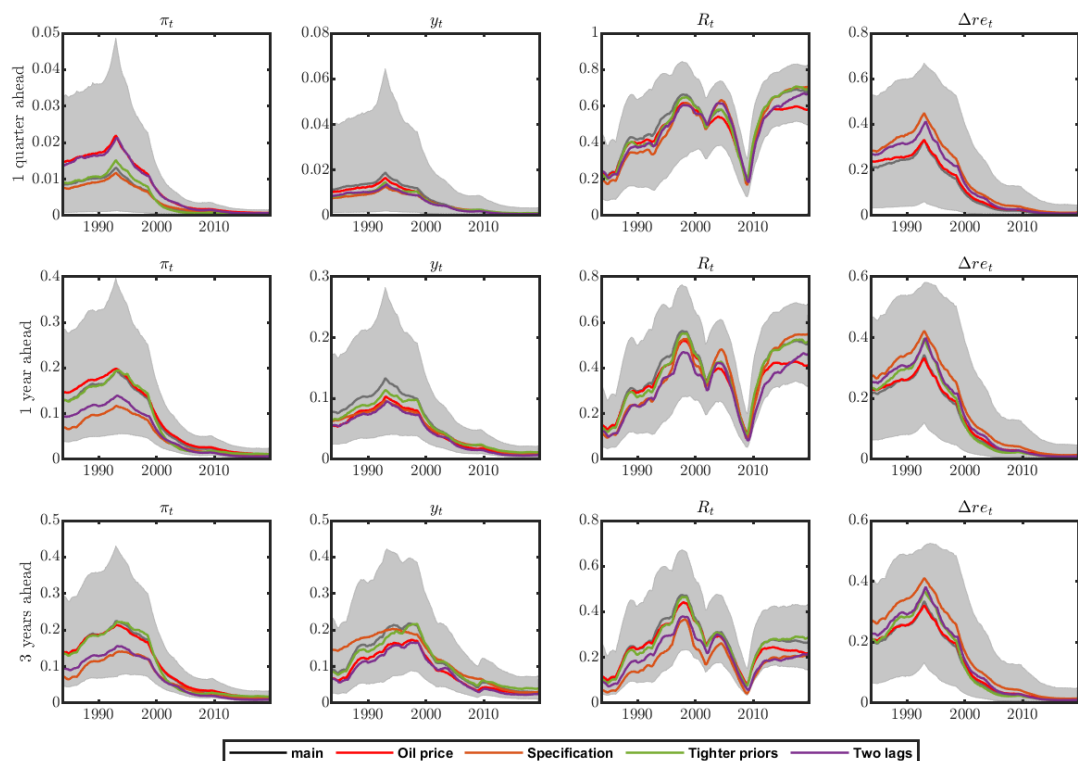 π_t y_t R_t Δre_t
1 quarter ahead
0.05 0.04 0.03 0.02 0.01 0
0.08 0.06 0.04 0.02 0
1 0.8 0.6 0.4 0.2 0
0.8 0.6 0.4 0.2 0
1990 2000 2010 1990 2000 2010 1990 2000 2010 1990 2000 2010
π_t y_t R_t Δre_t
1 year ahead
0.4 0.3 0.2 0.1 0
0.3 0.2 0.1 0
0.8 0.6 0.4 0.2 0
0.6 0.4 0.2 0
1990 2000 2010 1990 2000 2010 1990 2000 2010 1990 2000 2010
π_t y_t R_t Δre_t
3 years ahead
0.5 0.4 0.3 0.2 0.1 0
0.5 0.4 0.3 0.2 0.1 0
0.8 0.6 0.4 0.2 0
0.6 0.4 0.2 0
1990 2000 2010 1990 2000 2010 1990 2000 2010 1990 2000 2010
main Oil price Specification Tighter priors Two lags